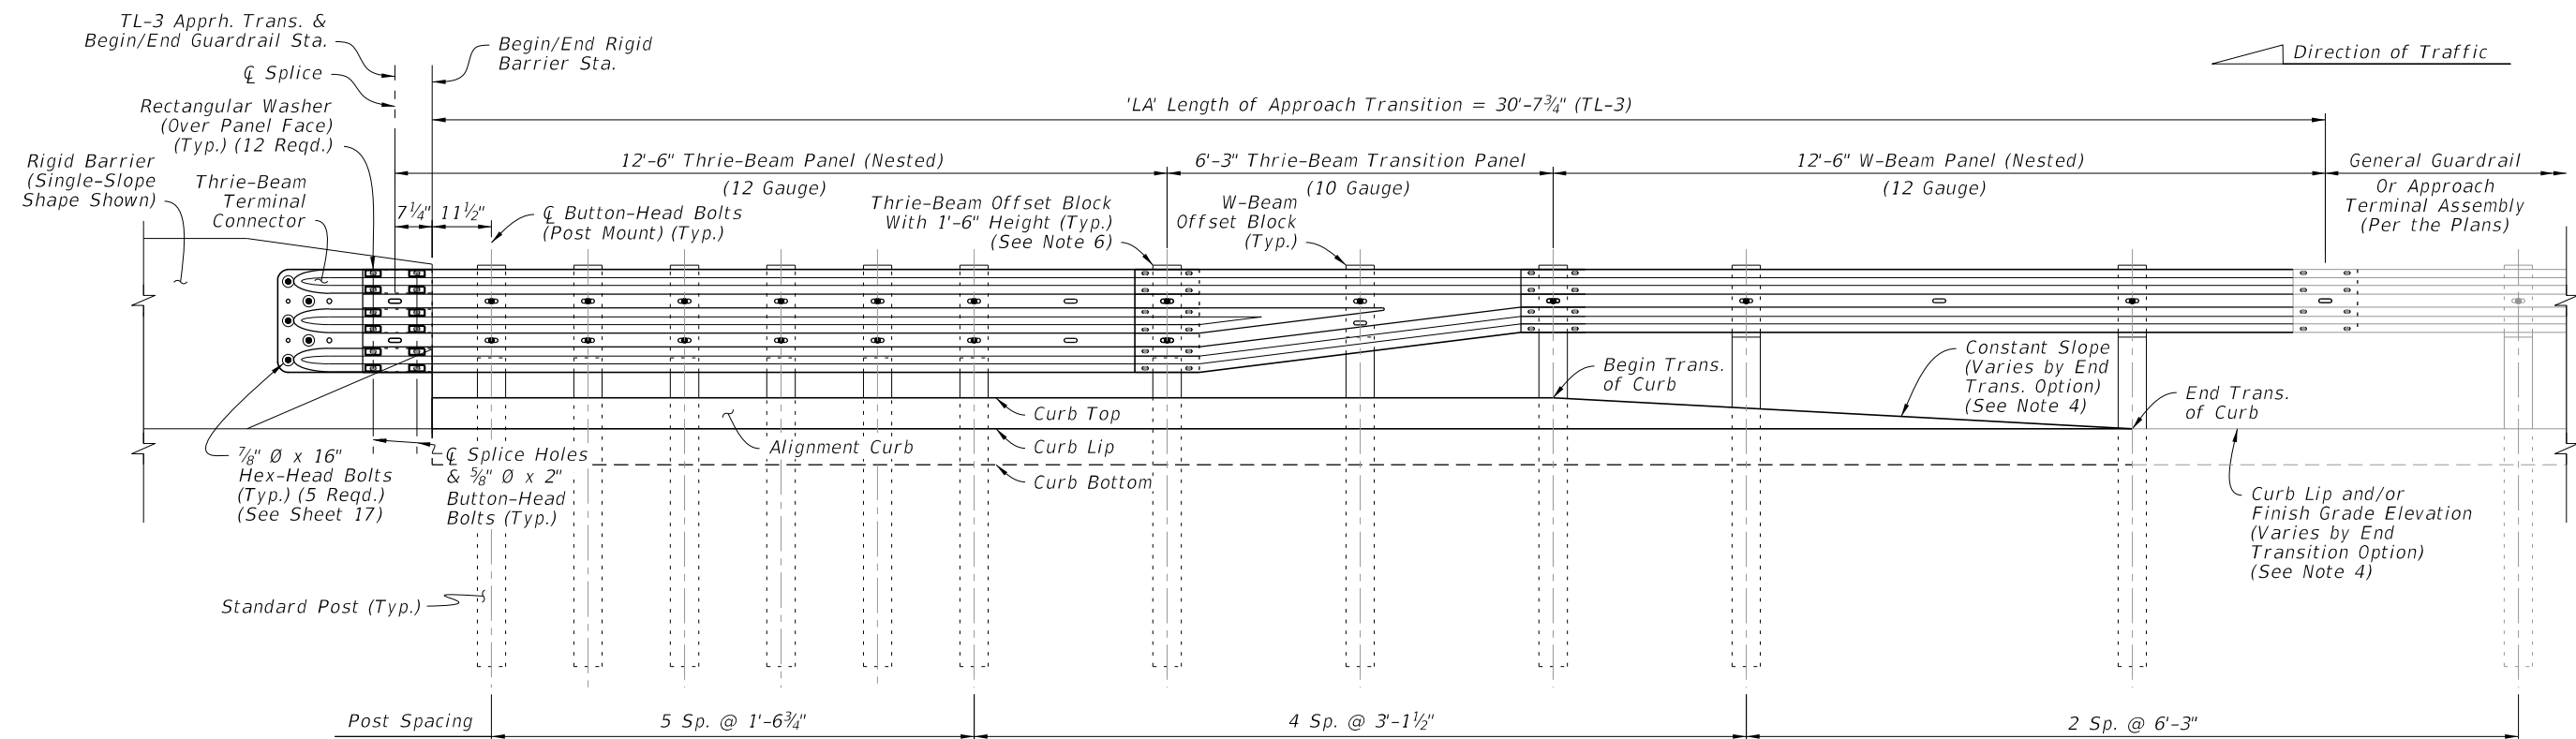 TL-3 Apprh. Trans. &
Begin/End Guardrail Sta.
℄ Splice
Rectangular Washer
(Over Panel Face)
(Typ.) (12 Reqd.)
Rigid Barrier
(Single-Slope
Shape Shown)
Thrie-Beam
Terminal
Connector
Begin/End Rigid
Barrier Sta.
Direction of Traffic
'LA' Length of Approach Transition = 30'-7¾" (TL-3)
12'-6" Thrie-Beam Panel (Nested)
(12 Gauge)
6'-3" Thrie-Beam Transition Panel
(10 Gauge)
12'-6" W-Beam Panel (Nested)
(12 Gauge)
General Guardrail
Or Approach
Terminal Assembly
(Per the Plans)
7¼"
11½"
℄ Button-Head Bolts
(Post Mount) (Typ.)
Thrie-Beam Offset Block
With 1'-6" Height (Typ.)
(See Note 6)
W-Beam
Offset Block
(Typ.)
Begin Trans.
of Curb
Constant Slope
(Varies by End
Trans. Option)
(See Note 4)
End Trans.
of Curb
Curb Top
Alignment Curb
Curb Lip
Curb Bottom
⅞" Ø x 16"
Hex-Head Bolts
(Typ.) (5 Reqd.)
(See Sheet 17)
℄ Splice Holes
& ⅝" Ø x 2"
Button-Head
Bolts (Typ.)
Curb Lip and/or
Finish Grade Elevation
(Varies by End
Transition Option)
(See Note 4)
Standard Post (Typ.)
Post Spacing
5 Sp. @ 1'-6¾"
4 Sp. @ 3'-1½"
2 Sp. @ 6'-3"